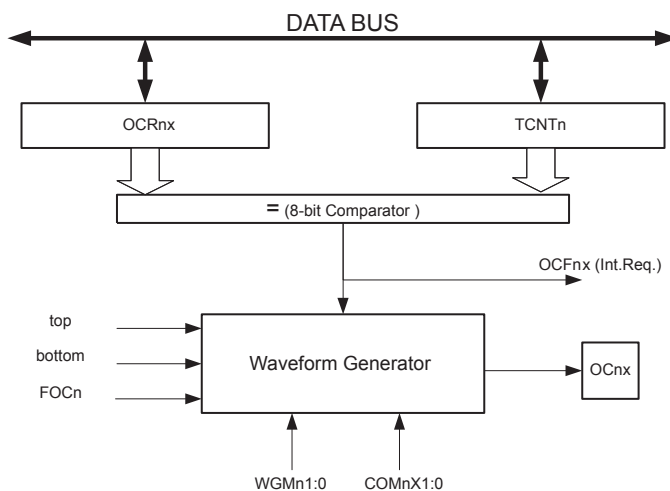 DATA BUS
OCRnx
TCNTn
= (8-bit Comparator )
OCFnx (Int.Req.)
top
bottom
FOCn
Waveform Generator
OCnx
WGMn1:0
COMnX1:0